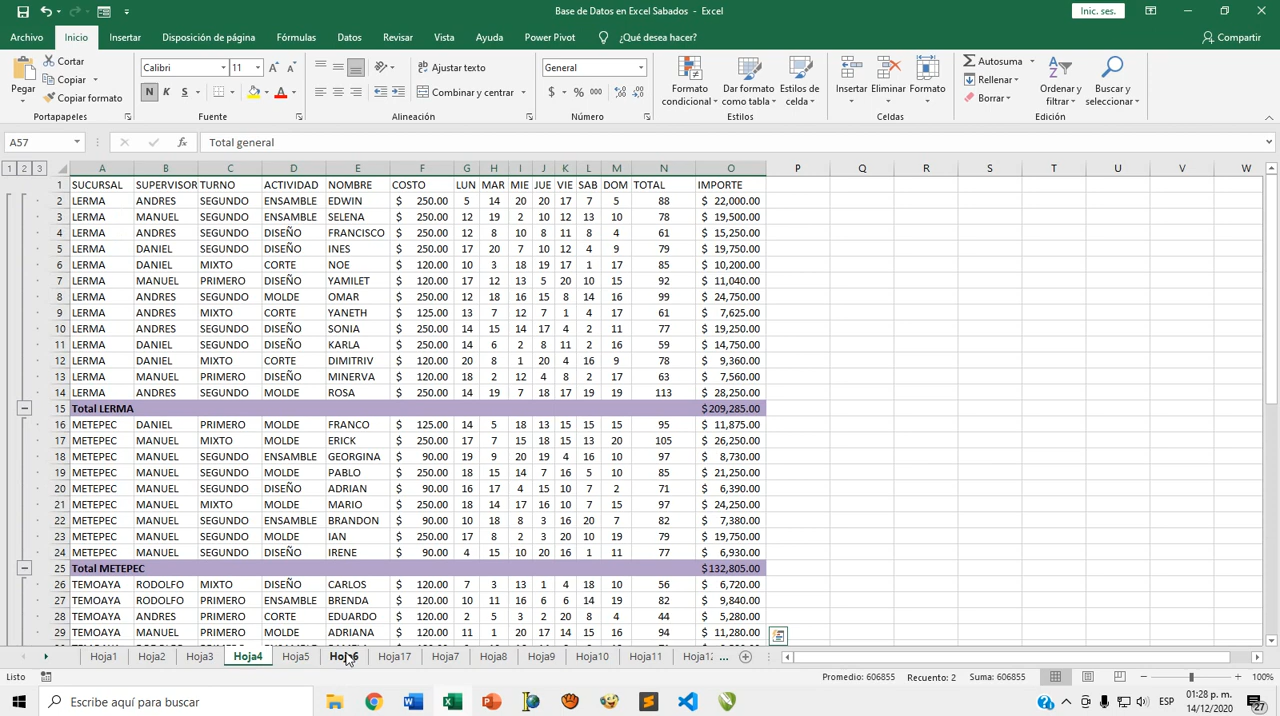 Base de Datos en Excel Sabados - Excel
Inic. ses.
Archivo Inicio Insertar Disposición de página Fórmulas Datos Revisar Vista Ayuda Power Pivot ¿Qué desea hacer? Compartir
Pegar
Cortar
Copiar
Copiar formato
Portapapeles
Calibri 11
N K S
Fuente
Ajustar texto
Combinar y centrar
Alineación
General
$ % 000
Número
Formato condicional
Dar formato como tabla
Estilos de celda
Estilos
Insertar Eliminar Formato
Celdas
Autosuma
Rellenar
Borrar
Ordenar y filtrar
Buscar y seleccionar
Edición
A57 fx Total general
1 2 3 A B C D E F G H I J K L M N O P Q R S T U V W
1 SUCURSAL SUPERVISOR TURNO ACTIVIDAD NOMBRE COSTO LUN MAR MIE JUE VIE SAB DOM TOTAL IMPORTE
2 LERMA ANDRES SEGUNDO ENSAMBLE EDWIN $ 250.00 5 14 20 20 17 7 5 88 $ 22,000.00
3 LERMA MANUEL SEGUNDO ENSAMBLE SELENA $ 250.00 12 19 2 10 12 13 10 78 $ 19,500.00
4 LERMA ANDRES SEGUNDO DISEÑO FRANCISCO $ 250.00 12 8 10 8 11 8 4 61 $ 15,250.00
5 LERMA DANIEL SEGUNDO DISEÑO INES $ 250.00 17 20 7 10 12 4 9 79 $ 19,750.00
6 LERMA DANIEL MIXTO CORTE NOE $ 120.00 10 3 18 19 17 1 17 85 $ 10,200.00
7 LERMA MANUEL PRIMERO DISEÑO YAMILET $ 120.00 17 12 13 5 20 10 15 92 $ 11,040.00
8 LERMA ANDRES SEGUNDO MOLDE OMAR $ 250.00 12 18 16 15 8 14 16 99 $ 24,750.00
9 LERMA ANDRES MIXTO CORTE YANETH $ 125.00 13 7 12 7 1 4 17 61 $ 7,625.00
10 LERMA ANDRES SEGUNDO DISEÑO SONIA $ 250.00 14 15 14 17 4 2 11 77 $ 19,250.00
11 LERMA DANIEL SEGUNDO DISEÑO KARLA $ 250.00 14 6 2 8 11 2 16 59 $ 14,750.00
12 LERMA DANIEL MIXTO CORTE DIMITRIV $ 120.00 20 8 1 20 4 16 9 78 $ 9,360.00
13 LERMA MANUEL PRIMERO DISEÑO MINERVA $ 120.00 18 2 12 4 8 2 17 63 $ 7,560.00
14 LERMA ANDRES SEGUNDO MOLDE ROSA $ 250.00 14 19 7 18 17 19 19 113 $ 28,250.00
15 Total LERMA $209,285.00
16 METEPEC DANIEL PRIMERO MOLDE FRANCO $ 125.00 14 5 18 13 15 15 15 95 $ 11,875.00
17 METEPEC MANUEL MIXTO MOLDE ERICK $ 250.00 17 7 15 18 15 13 20 105 $ 26,250.00
18 METEPEC MANUEL SEGUNDO ENSAMBLE GEORGINA $ 90.00 19 9 20 19 4 16 10 97 $ 8,730.00
19 METEPEC MANUEL SEGUNDO MOLDE PABLO $ 250.00 18 15 14 7 16 5 10 85 $ 21,250.00
20 METEPEC MANUEL SEGUNDO DISEÑO ADRIAN $ 90.00 16 17 4 15 10 7 2 71 $ 6,390.00
21 METEPEC MANUEL MIXTO MOLDE MARIO $ 250.00 18 14 17 16 10 7 15 97 $ 24,250.00
22 METEPEC MANUEL SEGUNDO ENSAMBLE BRANDON $ 90.00 10 18 8 3 16 20 7 82 $ 7,380.00
23 METEPEC MANUEL SEGUNDO MOLDE IAN $ 250.00 17 8 2 3 20 10 19 79 $ 19,750.00
24 METEPEC MANUEL SEGUNDO DISEÑO IRENE $ 90.00 4 15 10 20 16 1 11 77 $ 6,930.00
25 Total METEPEC $132,805.00
26 TEMOAYA RODOLFO MIXTO DISEÑO CARLOS $ 120.00 7 3 13 1 4 18 10 56 $ 6,720.00
27 TEMOAYA RODOLFO PRIMERO ENSAMBLE BRENDA $ 120.00 10 11 16 6 6 14 19 82 $ 9,840.00
28 TEMOAYA ANDRES PRIMERO CORTE EDUARDO $ 120.00 2 5 3 2 20 8 4 44 $ 5,280.00
29 TEMOAYA MANUEL PRIMERO MOLDE ADRIANA $ 120.00 11 1 20 17 14 15 16 94 $ 11,280.00
Hoja1 Hoja2 Hoja3 Hoja4 Hoja5 Hoja6 Hoja17 Hoja7 Hoja8 Hoja9 Hoja10 Hoja11 Hoja12 ...
Listo Promedio: 606855 Recuento: 2 Suma: 606855 100%
Escribe aquí para buscar
ESP
01:28 p. m.
14/12/2020
27